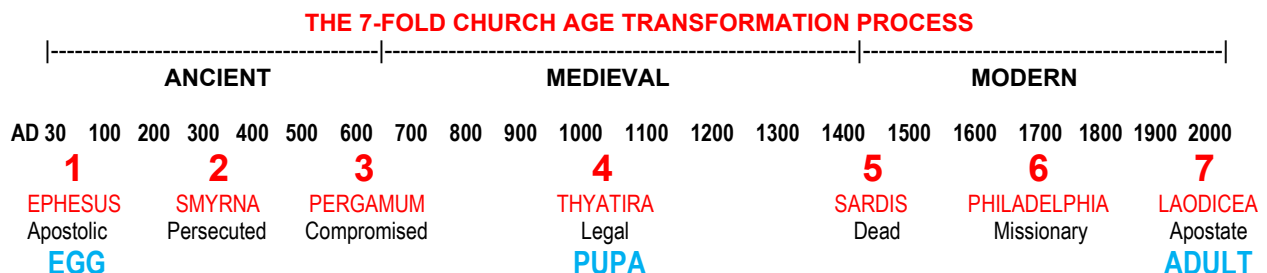 THE 7-FOLD CHURCH AGE TRANSFORMATION PROCESS
|---------------------------------------|---------------------------------------------------------|-------------------------------------------|
ANCIENT MEDIEVAL MODERN
AD 30 100 200 300 400 500 600 700 800 900 1000 1100 1200 1300 1400 1500 1600 1700 1800 1900 2000
1 2 3 4 5 6 7
EPHESUS SMYRNA PERGAMUM THYATIRA SARDIS PHILADELPHIA LAODICEA
Apostolic Persecuted Compromised Legal Dead Missionary Apostate
EGG PUPA ADULT